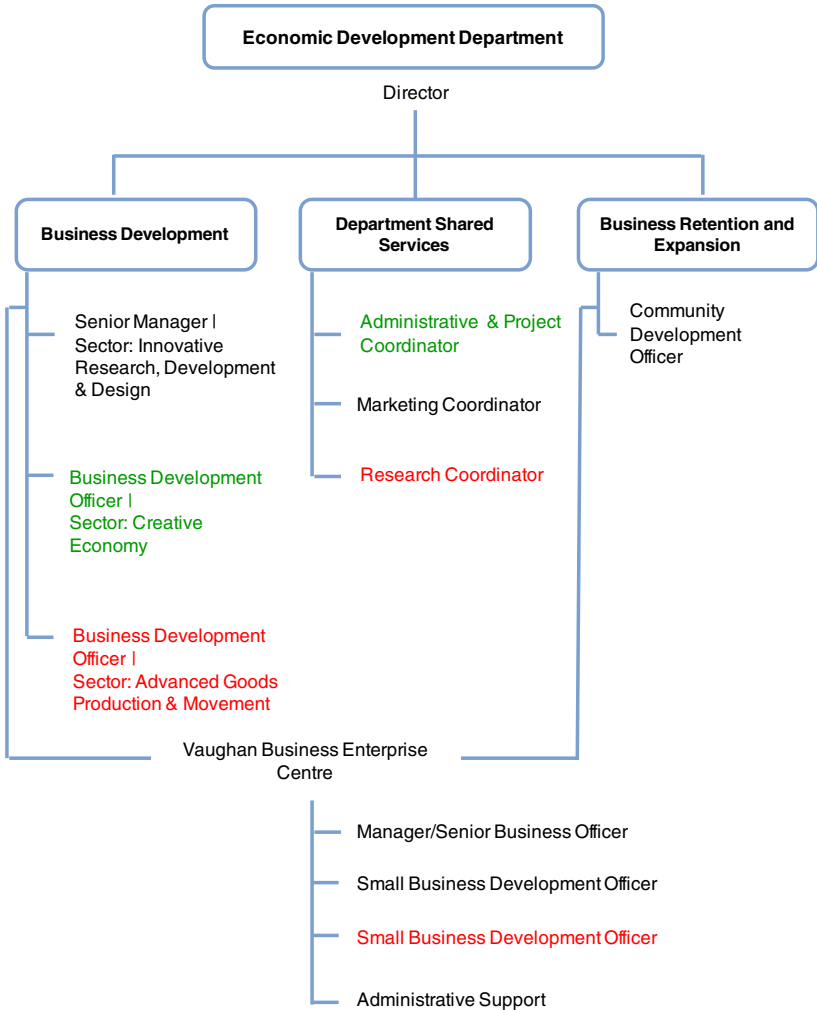 Economic Development Department
Director
Business Development
Department Shared
Services
Business Retention and
Expansion
Senior Manager |
Sector: Innovative
Research, Development
& Design
Business Development
Officer |
Sector: Creative
Economy
Business Development
Officer |
Sector: Advanced Goods
Production & Movement
Administrative & Project
Coordinator
Marketing Coordinator
Research Coordinator
Community
Development
Officer
Vaughan Business Enterprise
Centre
Manager/Senior Business Officer
Small Business Development Officer
Small Business Development Officer
Administrative Support